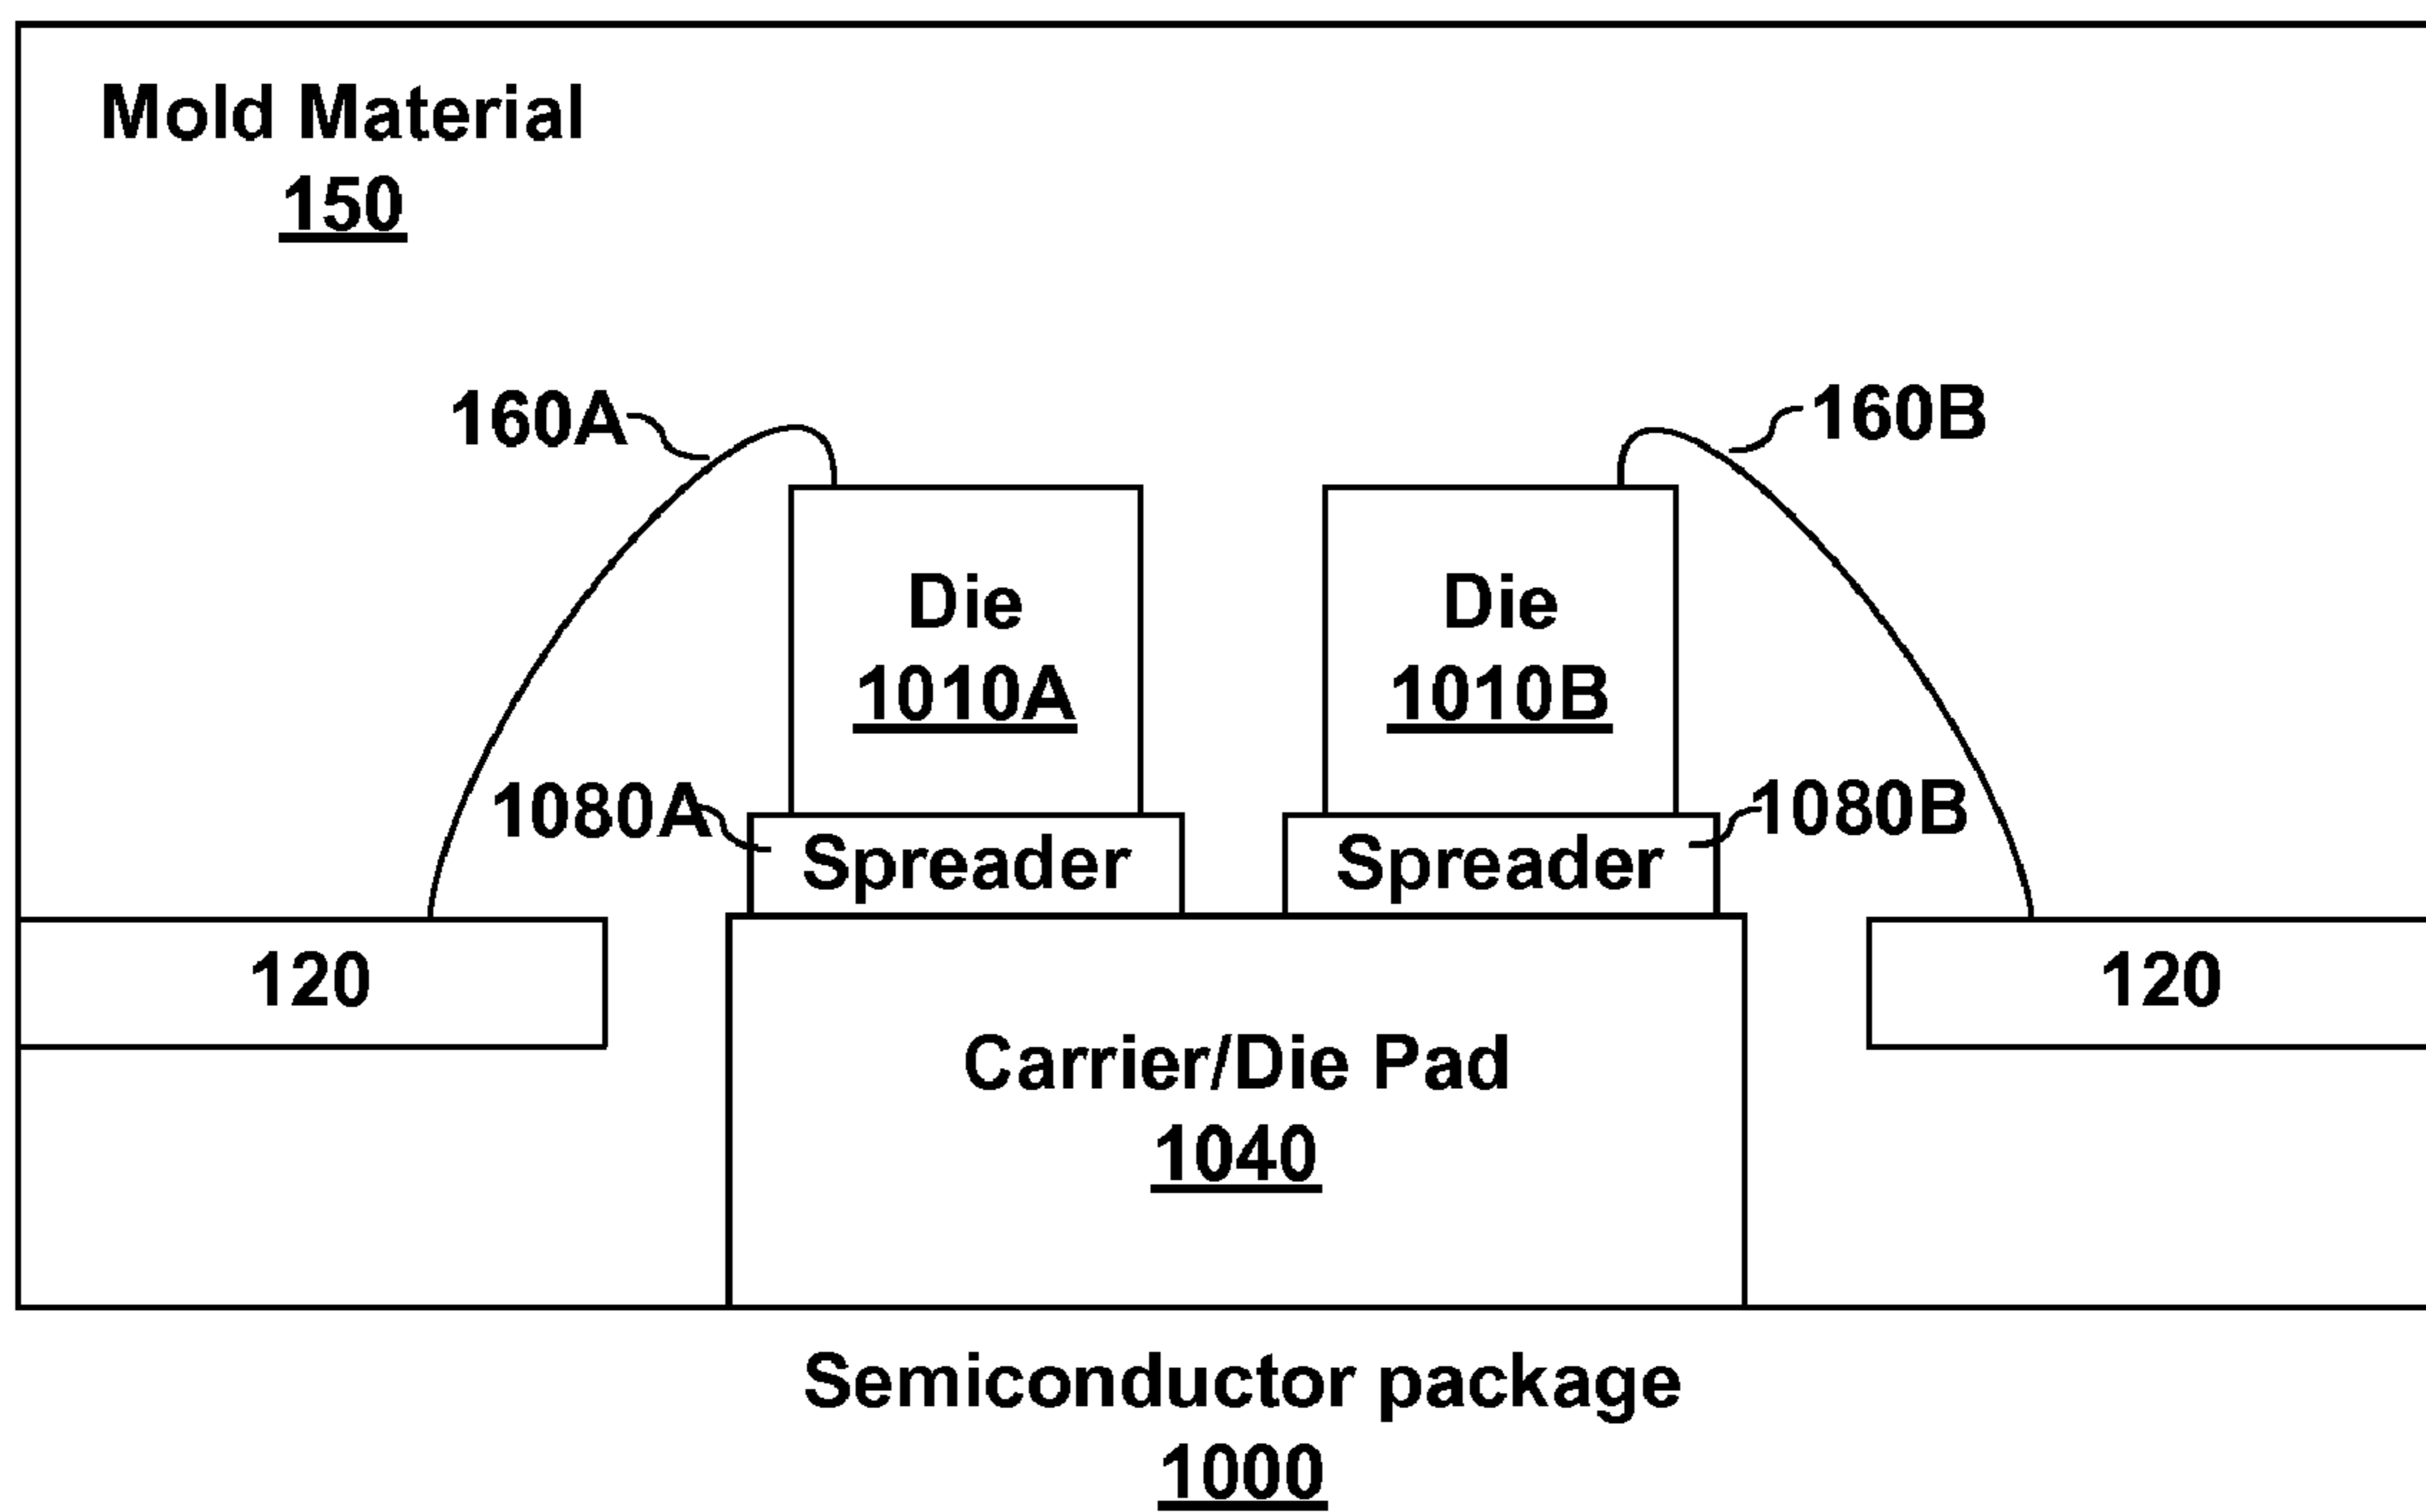 Mold Material
150
160A
160B
Die
1010A
Die
1010B
1080A
1080B
Spreader
Spreader
120
120
Carrier/Die Pad
1040
Semiconductor package
1000